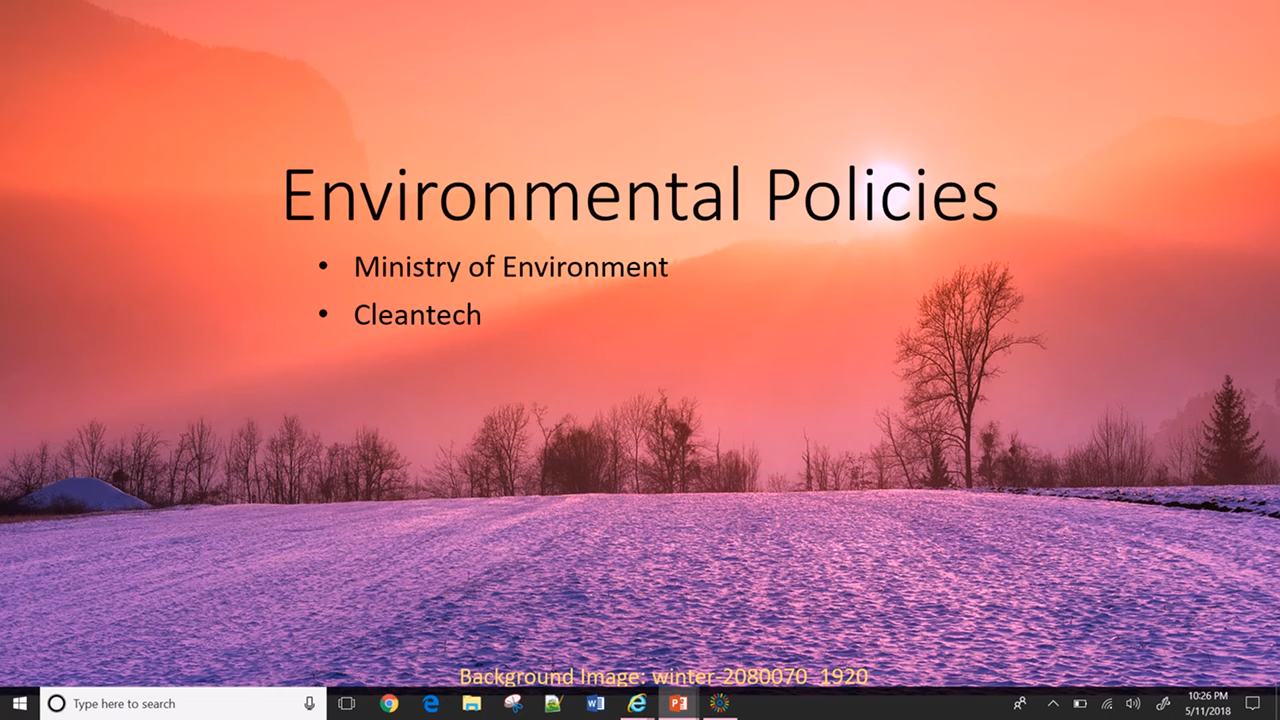 Environmental Policies
• Ministry of Environment
• Cleantech
Background Image: winter-2080070_1920
Type here to search
10:26 PM
5/11/2018